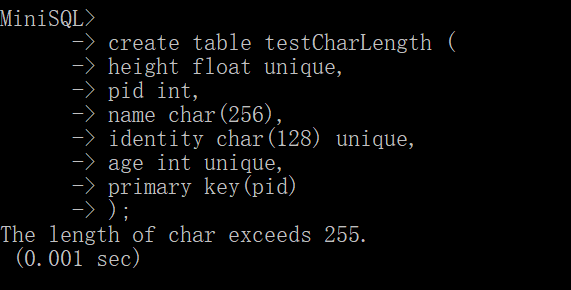 MiniSQL>
-> create table testCharLength (
-> height float unique,
-> pid int,
-> name char(256),
-> identity char(128) unique,
-> age int unique,
-> primary key(pid)
-> );
The length of char exceeds 255.
(0.001 sec)